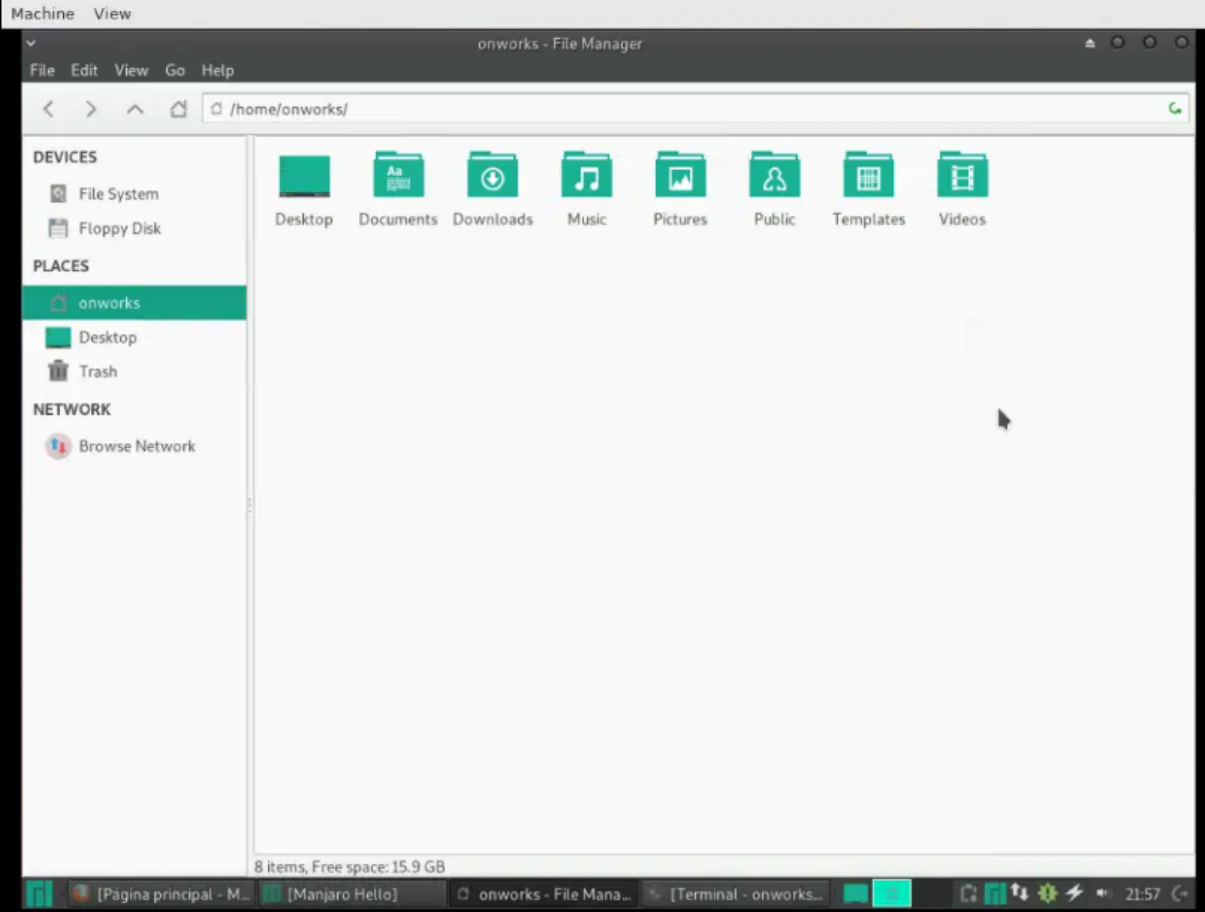 Machine View
onworks - File Manager
File Edit View Go Help
/home/onworks/
DEVICES
File System
Floppy Disk
PLACES
onworks
Desktop
Trash
NETWORK
Browse Network
Desktop Documents Downloads Music Pictures Public Templates Videos
Aa
8 items, Free space: 15.9 GB
[Página principal - M... [Manjaro Hello] onworks - File Mana... [Terminal - onworks... 21:57